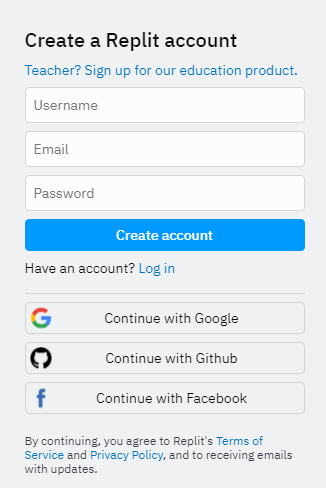 Create a Replit account
Teacher? Sign up for our education product.
Username
Email
Password
Create account
Have an account? Log in
Continue with Google
Continue with Github
Continue with Facebook
By continuing, you agree to Replit's Terms of
Service and Privacy Policy, and to receiving emails
with updates.